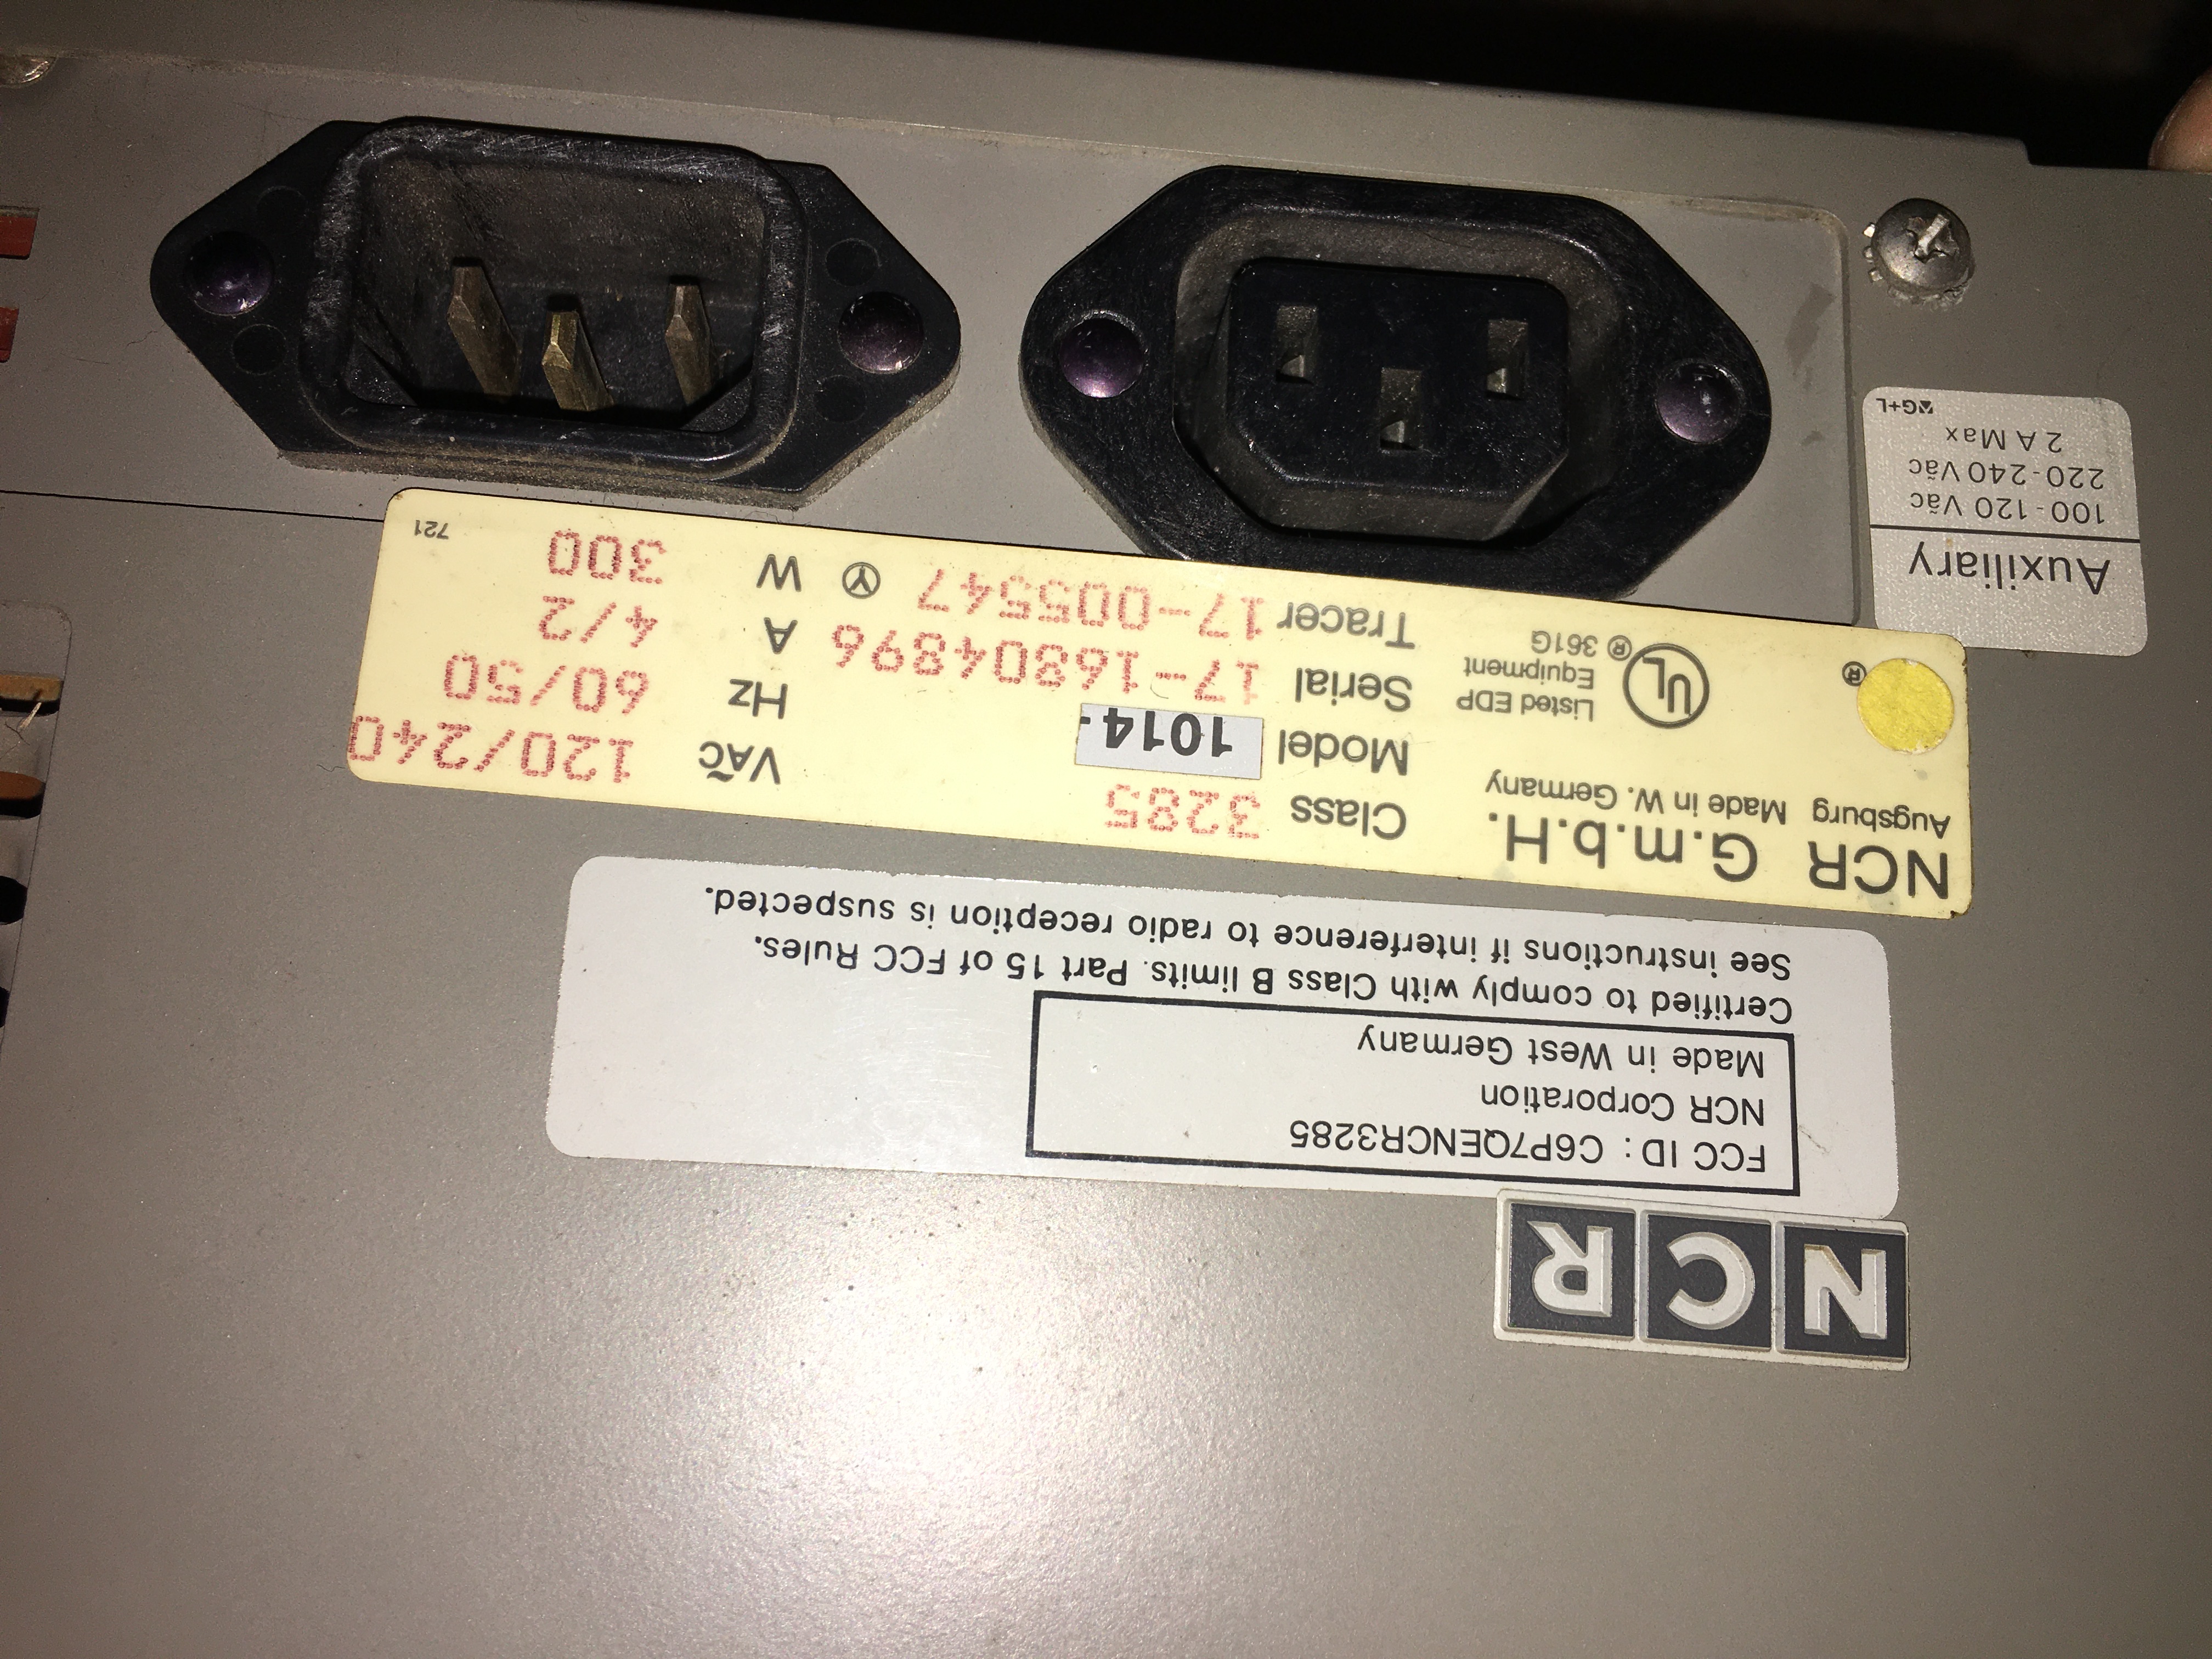 NCR
FCC ID: C6P7QENCR3285
NCR Corporation
Made in West Germany
Certified to comply with Class B limits. Part 15 of FCC Rules.
See instructions if interference to radio reception is suspected.
NCR G.m.b.H.
Augsburg Made in W. Germany
®
UL
Listed EDP
Equipment
® 361G
Class 3285
Model 1014-
Serial 17-16804896
Tracer 17-005547
VAC 120/240
Hz 60/50
A 4/2
Y W 300
721
Auxiliary
100-120 Vac
220-240 Vac
2 A Max
G+L